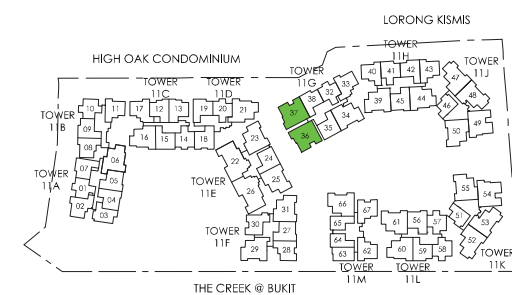 LORONG KISMIS
HIGH OAK CONDOMINIUM
TOWER
11H
TOWER
11G
TOWER
11J
TOWER
11C
TOWER
11D
TOWER
11B
TOWER
11A
TOWER
11E
TOWER
11F
TOWER
11M
TOWER
11L
TOWER
11K
10 11 17 12 13 19 20 21
09 16 15 14 18
08 06
07 05
01 04
02 03
23
22 24
25
26
31
30 27
29 28
37 38 32 33
36 35 34
40 41 42 43
39 45 44
47
48
46
50 49
55 54
51 53
52
66 67
65
64
63 62
61 56 57
60 59 58
THE CREEK @ BUKIT